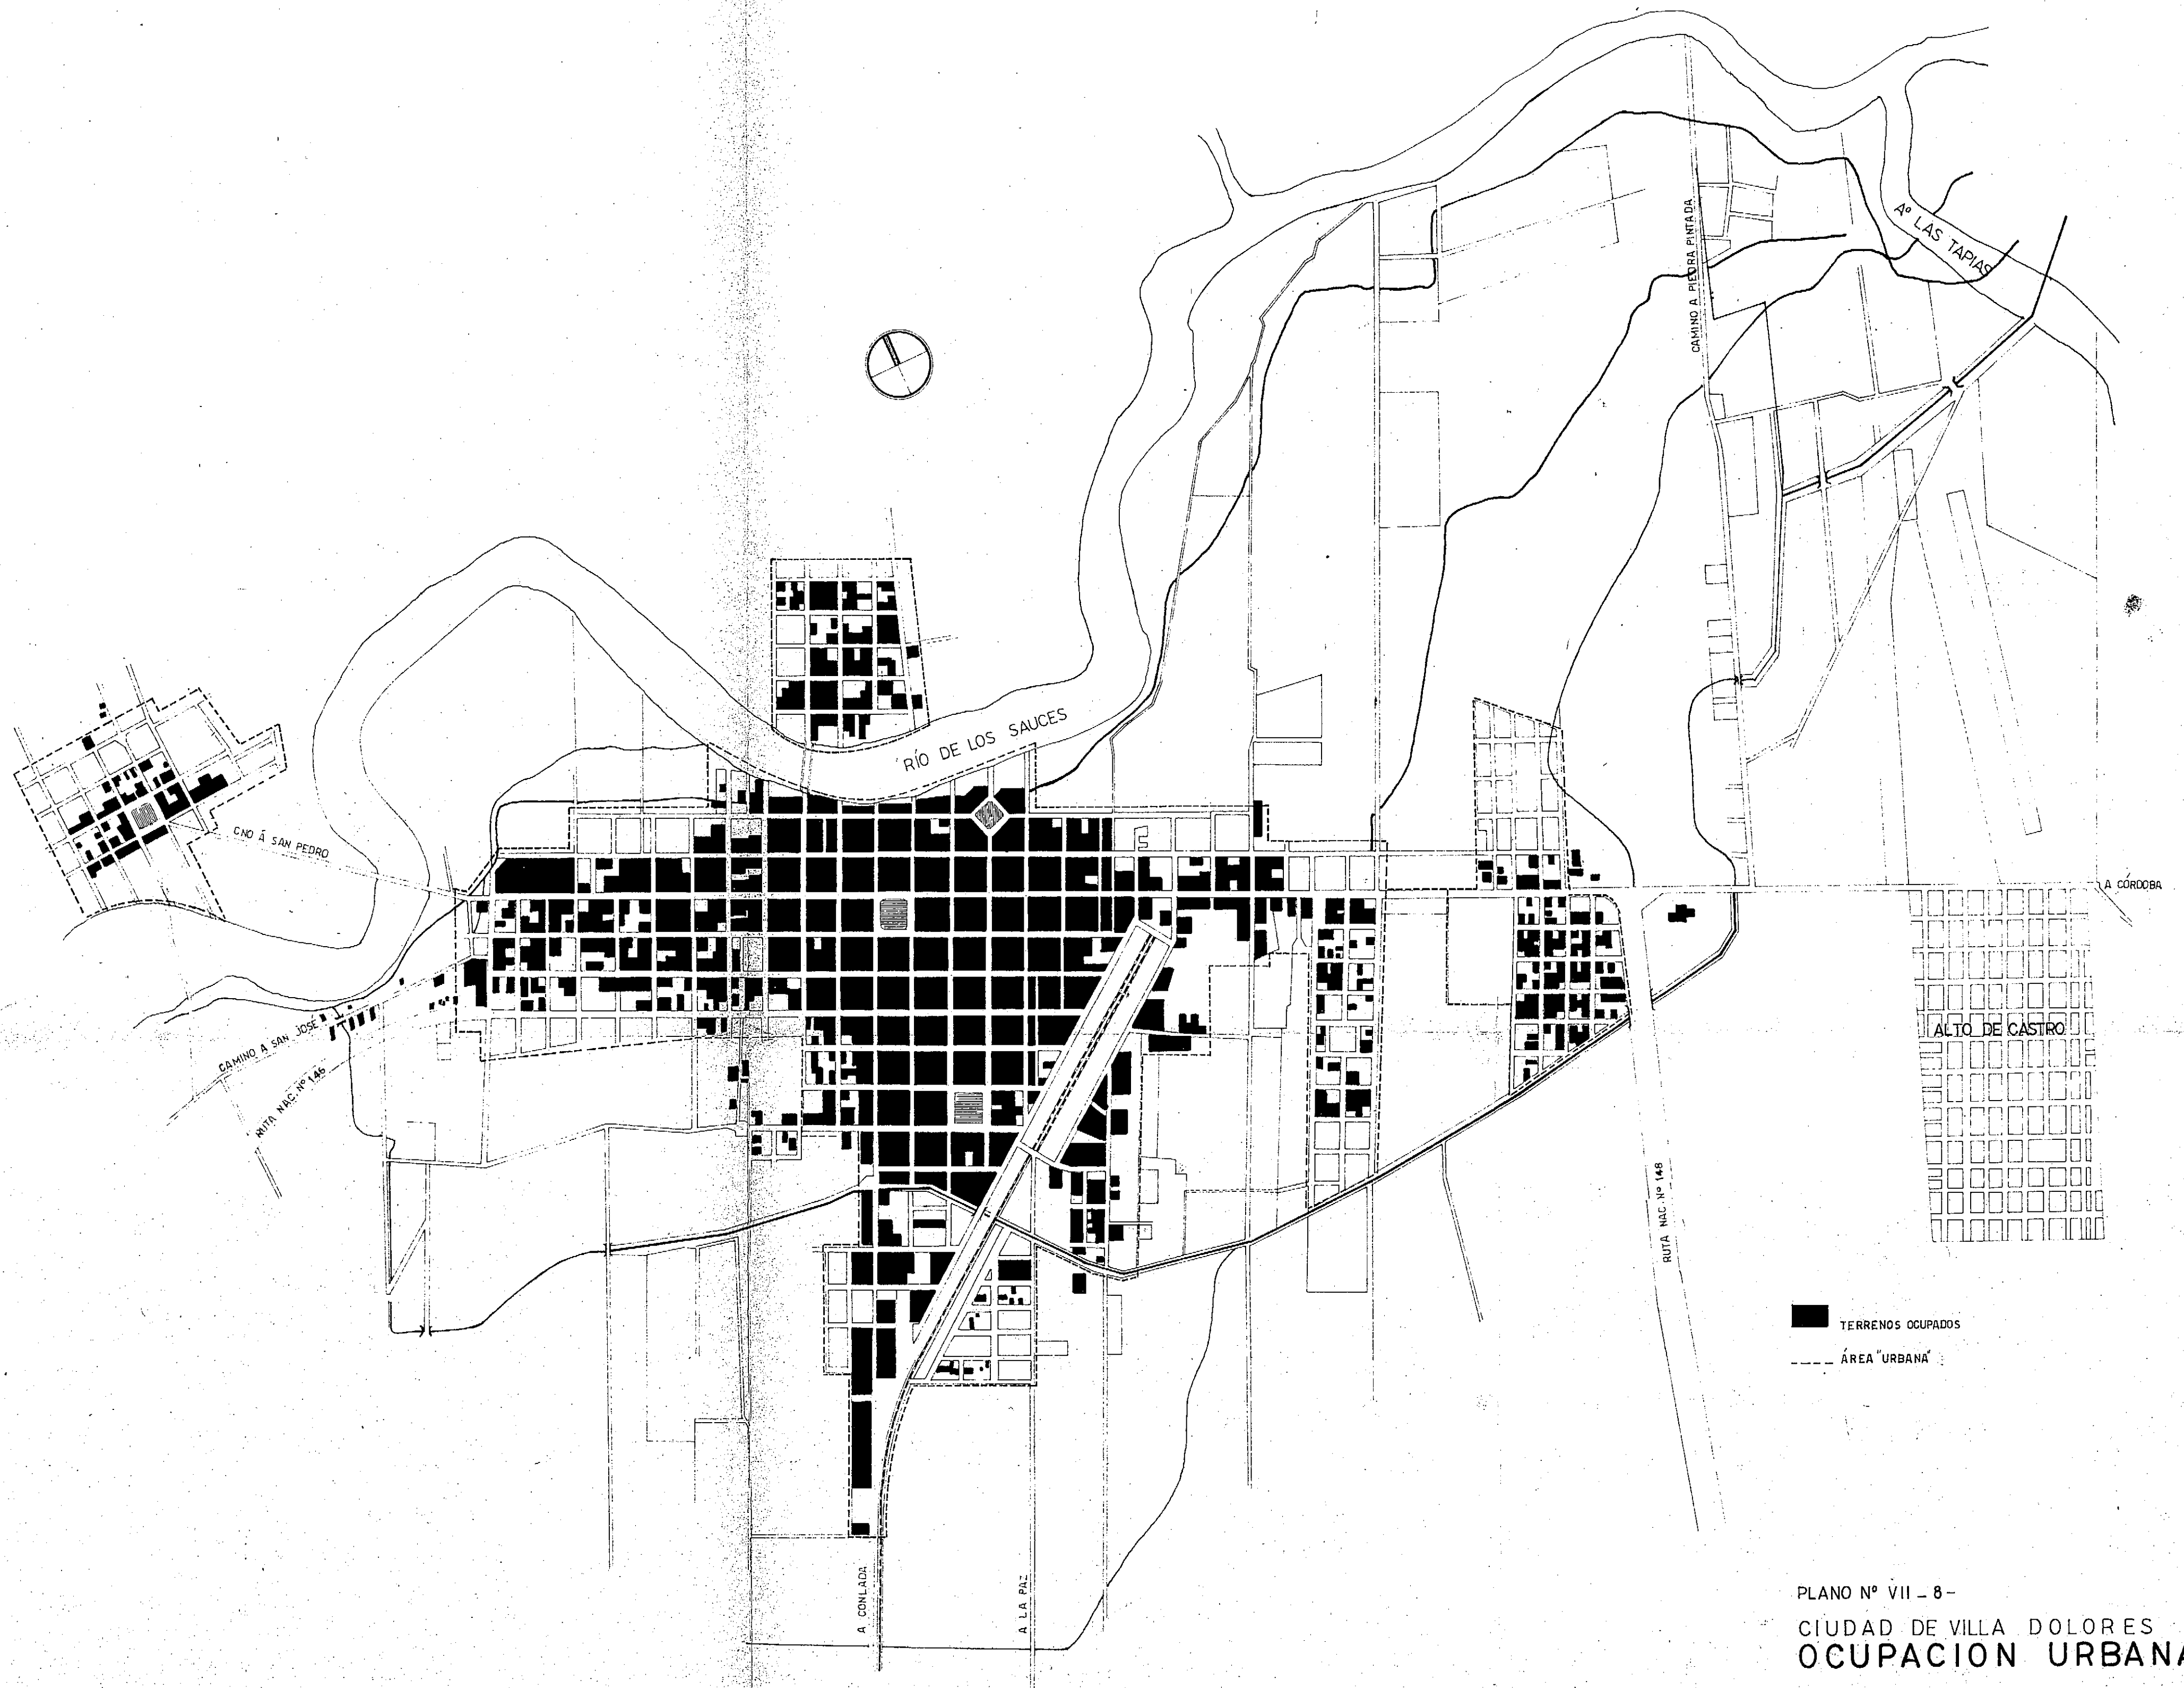 Aº LAS TAPIAS
CAMINO A PIEDRA PINTADA
RÍO DE LOS SAUCES
CNO Á SAN PEDRO
A CÓRDOBA
CAMINO A SAN JOSÉ
RUTA NAC. Nº 146
ALTO DE CASTRO
RUTA NAC. Nº 148
TERRENOS OCUPADOS
ÁREA "URBANA"
A CONLADA
A LA PAZ
PLANO Nº VII - 8 -
CIUDAD DE VILLA DOLORES
OCUPACION URBANA